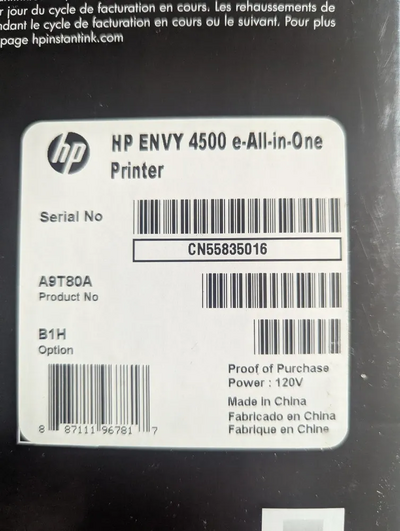 r jour du cycle de facturation en cours. Les rehaussements de
ndant le cycle de facturation en cours ou le suivant. Pour plus
page hpinstantink.com
hp
HP ENVY 4500 e-All-in-One
Printer
Serial No
CN55835016
A9T80A
Product No
B1H
Option
Proof of Purchase
Power : 120V
Made in China
Fabricado en China
Fabrique en Chine
8 87111 96781 7